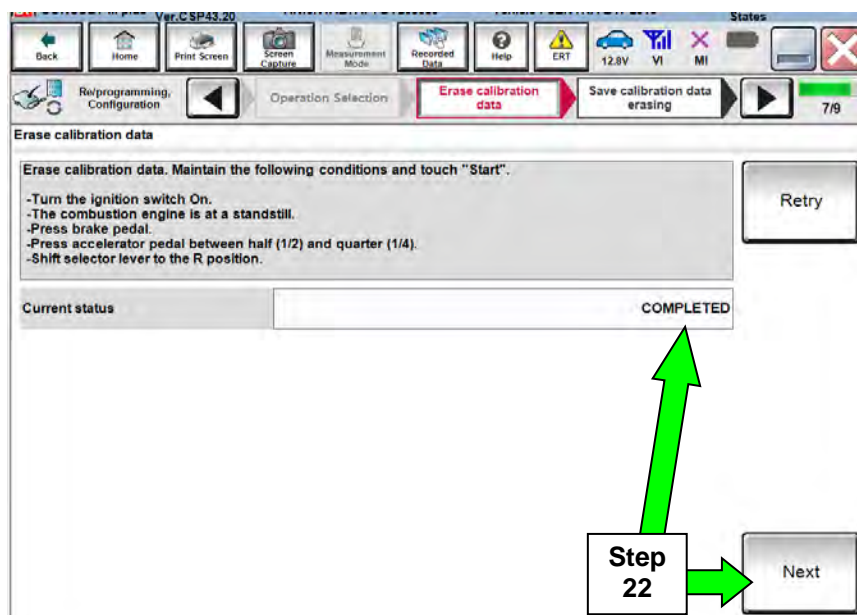 Ver.CSP43.20
States
Back
Home
Print Screen
Screen
Capture
Measurement
Mode
Recorded
Data
Help
ERT
12.8V
VI
MI
Re/programming,
Configuration
Operation Selection
Erase calibration
data
Save calibration data
erasing
7/9
Erase calibration data
Erase calibration data. Maintain the following conditions and touch "Start".
-Turn the ignition switch On.
-The combustion engine is at a standstill.
-Press brake pedal.
-Press accelerator pedal between half (1/2) and quarter (1/4).
-Shift selector lever to the R position.
Retry
Current status
COMPLETED
Step
22
Next